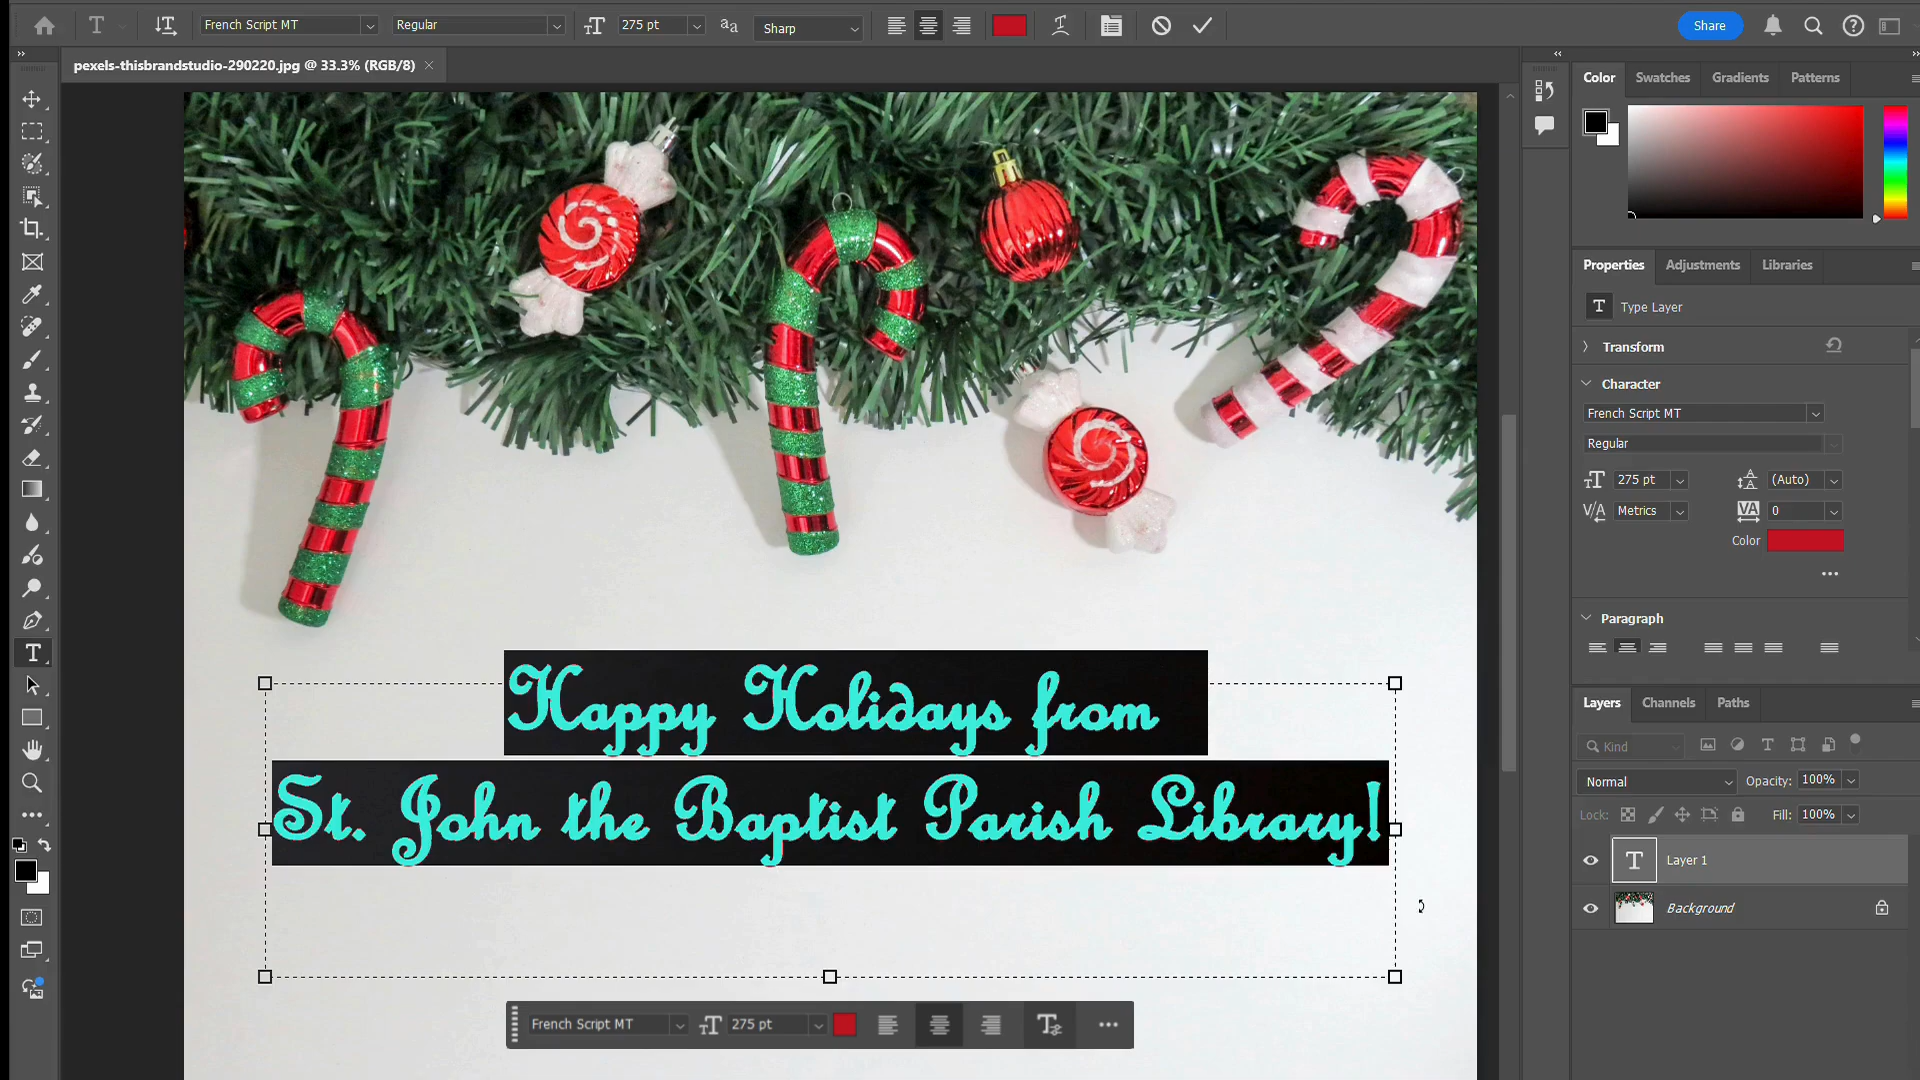 French Script MT
Regular
275 pt
aa
Sharp
Share
pexels-thisbrandstudio-290220.jpg @ 33.3% (RGB/8)
Color
Swatches
Gradients
Patterns
Properties
Adjustments
Libraries
T Type Layer
Transform
Character
French Script MT
Regular
275 pt
(Auto)
Metrics
0
Color
Paragraph
Layers
Channels
Paths
Kind
Normal
Opacity: 100%
Lock:
Fill: 100%
T Layer 1
Background
Happy Holidays from
St. John the Baptist Parish Library!
French Script MT
275 pt